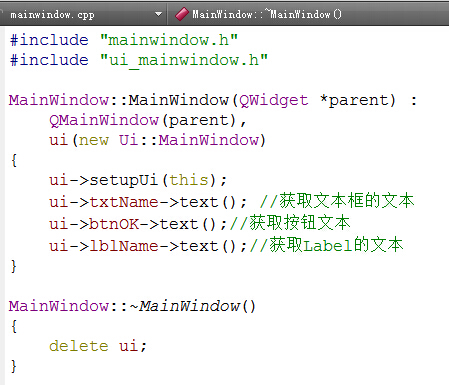 mainwindow.cpp MainWindow::~MainWindow()
#include "mainwindow.h"
#include "ui_mainwindow.h"
MainWindow::MainWindow(QWidget *parent) :
QMainWindow(parent),
ui(new Ui::MainWindow)
{
ui->setupUi(this);
ui->txtName->text(); //获取文本框的文本
ui->btnOK->text();//获取按钮文本
ui->lblName->text();//获取Label的文本
}
MainWindow::~MainWindow()
{
delete ui;
}